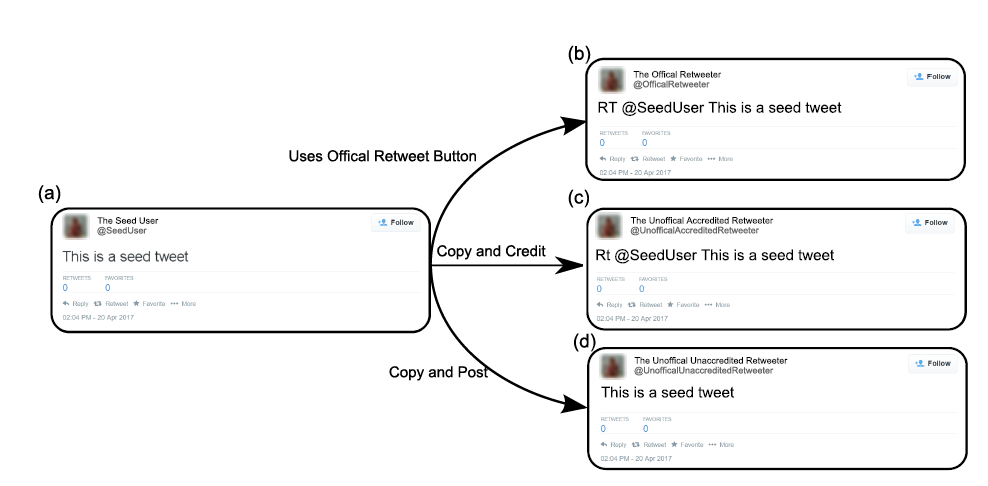 (b)
The Offical Retweeter
@OfficalRetweeter
Follow
RT @SeedUser This is a seed tweet
RETWEETS FAVORITES
0 0
Reply Retweet Favorite More
02:04 PM - 20 Apr 2017
Uses Offical Retweet Button
(a)
The Seed User
@SeedUser
Follow
This is a seed tweet
RETWEETS FAVORITES
0 0
Reply Retweet Favorite More
02:04 PM - 20 Apr 2017
Copy and Credit
(c)
The Unoffical Accredited Retweeter
@UnofficalAccreditedRetweeter
Follow
Rt @SeedUser This is a seed tweet
RETWEETS FAVORITES
0 0
Reply Retweet Favorite More
02:04 PM - 20 Apr 2017
Copy and Post
(d)
The Unoffical Unaccredited Retweeter
@UnofficalUnaccreditedRetweeter
Follow
This is a seed tweet
RETWEETS FAVORITES
0 0
Reply Retweet Favorite More
02:04 PM - 20 Apr 2017